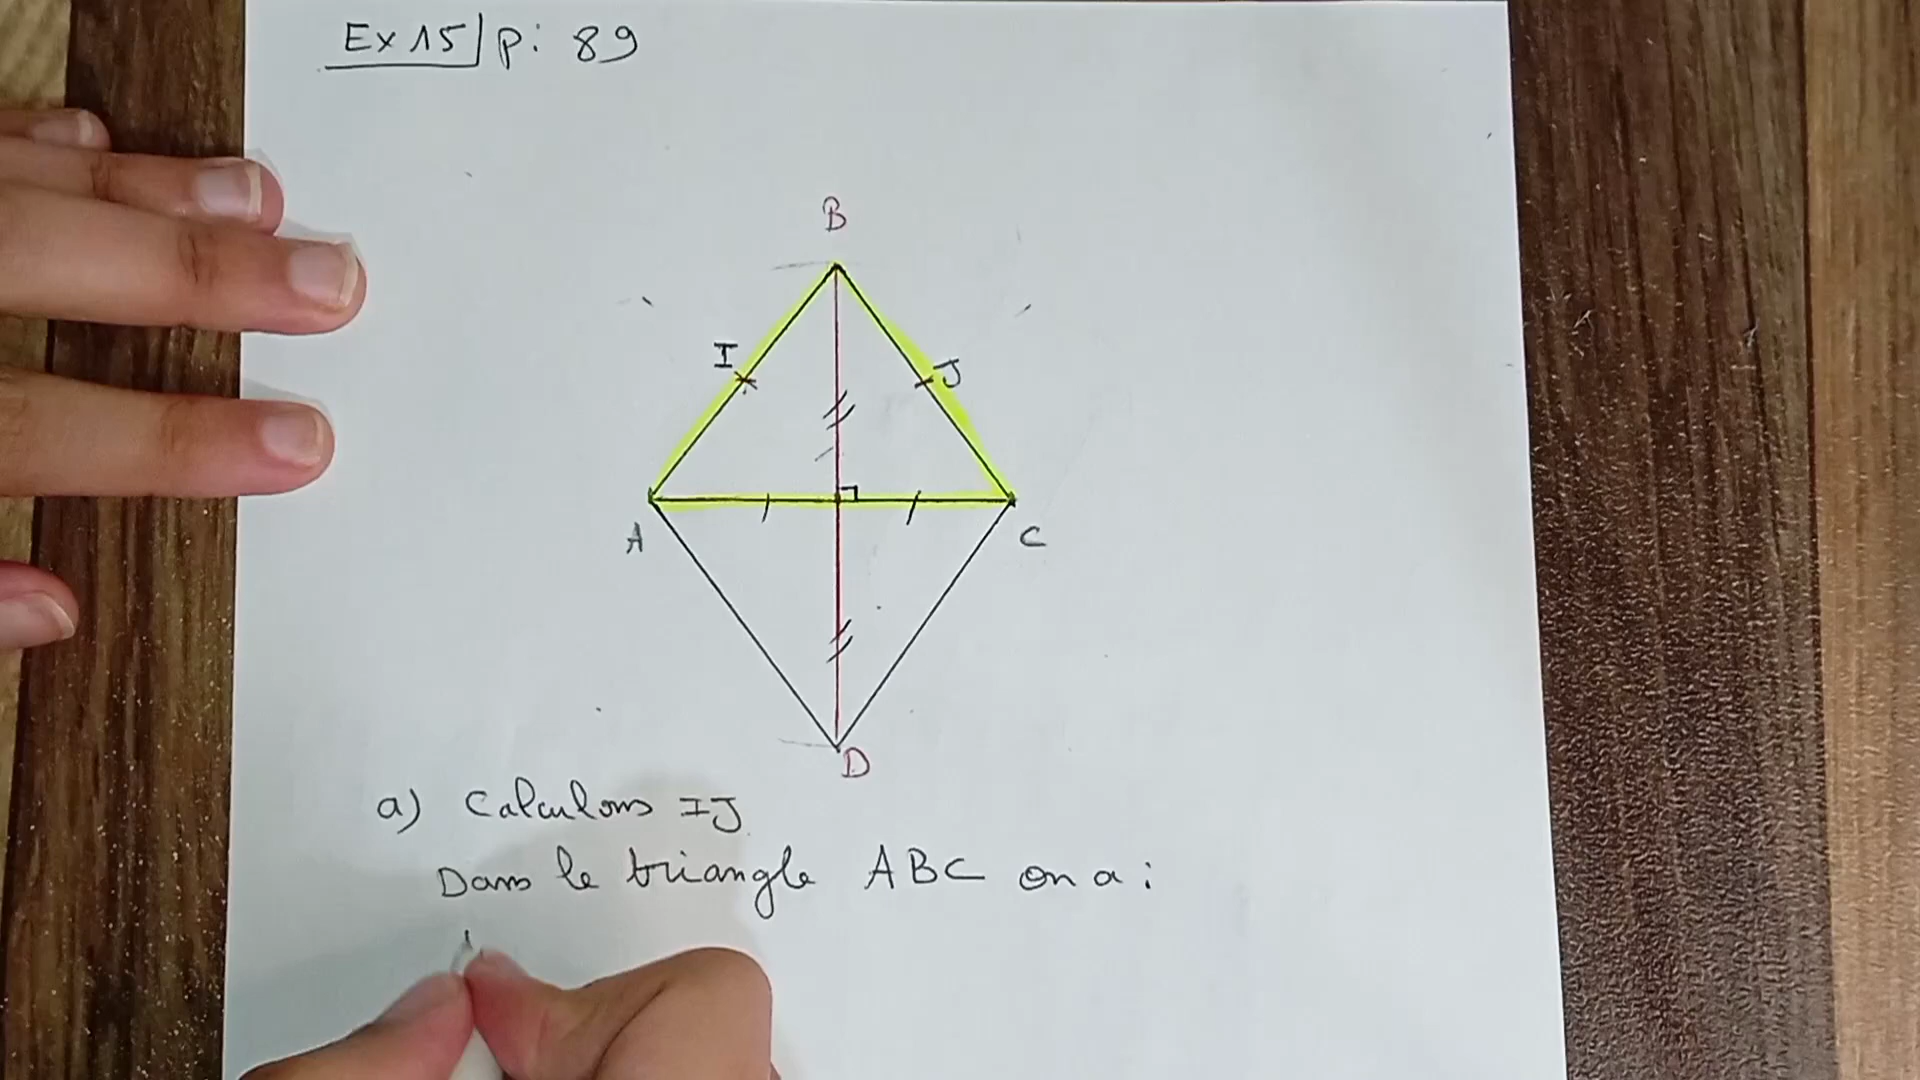 Ex 15 p: 89
B
I J
A C
D
a) Calculons IJ
Dans le triangle ABC on a :